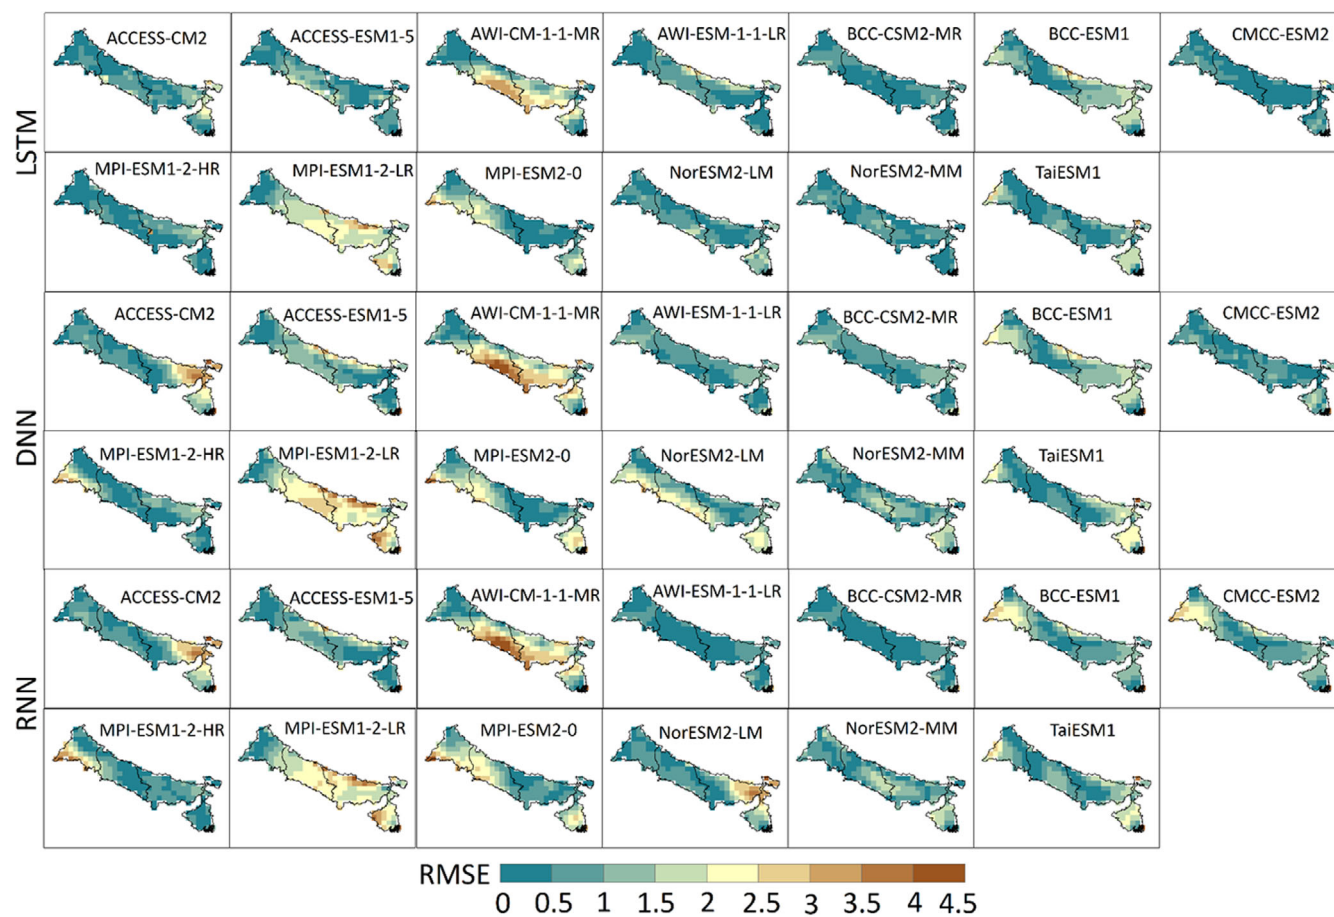 ACCESS-CM2 ACCESS-ESM1-5 AWI-CM-1-1-MR AWI-ESM-1-1-LR BCC-CSM2-MR BCC-ESM1 CMCC-ESM2
LSTM
MPI-ESM1-2-HR MPI-ESM1-2-LR MPI-ESM2-0 NorESM2-LM NorESM2-MM TaiESM1
ACCESS-CM2 ACCESS-ESM1-5 AWI-CM-1-1-MR AWI-ESM-1-1-LR BCC-CSM2-MR BCC-ESM1 CMCC-ESM2
DNN
MPI-ESM1-2-HR MPI-ESM1-2-LR MPI-ESM2-0 NorESM2-LM NorESM2-MM TaiESM1
ACCESS-CM2 ACCESS-ESM1-5 AWI-CM-1-1-MR AWI-ESM-1-1-LR BCC-CSM2-MR BCC-ESM1 CMCC-ESM2
RNN
MPI-ESM1-2-HR MPI-ESM1-2-LR MPI-ESM2-0 NorESM2-LM NorESM2-MM TaiESM1
RMSE
0 0.5 1 1.5 2 2.5 3 3.5 4 4.5